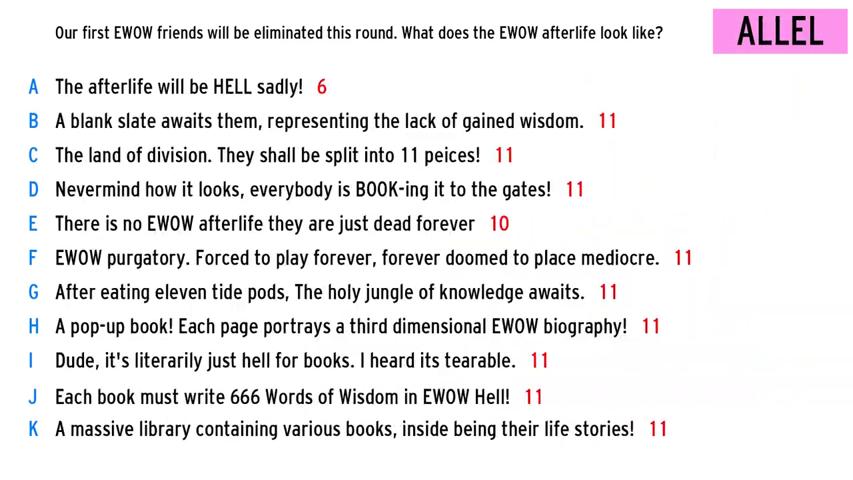 Our first EWOW friends will be eliminated this round. What does the EWOW afterlife look like?
ALLEL
A The afterlife will be HELL sadly! 6
B A blank slate awaits them, representing the lack of gained wisdom. 11
C The land of division. They shall be split into 11 peices! 11
D Nevermind how it looks, everybody is BOOK-ing it to the gates! 11
E There is no EWOW afterlife they are just dead forever 10
F EWOW purgatory. Forced to play forever, forever doomed to place mediocre. 11
G After eating eleven tide pods, The holy jungle of knowledge awaits. 11
H A pop-up book! Each page portrays a third dimensional EWOW biography! 11
I Dude, it's literarily just hell for books. I heard its tearable. 11
J Each book must write 666 Words of Wisdom in EWOW Hell! 11
K A massive library containing various books, inside being their life stories! 11